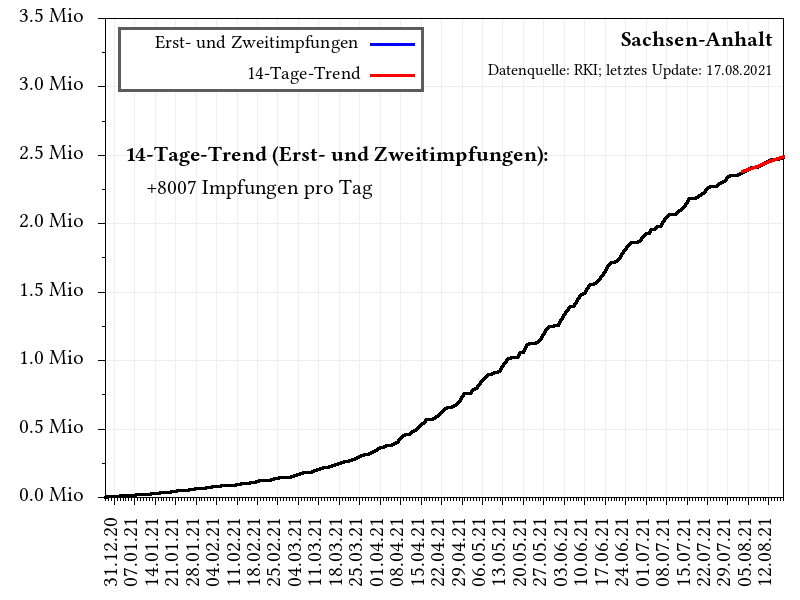 3.5 Mio
3.0 Mio
2.5 Mio
2.0 Mio
1.5 Mio
1.0 Mio
0.5 Mio
0.0 Mio
Erst- und Zweitimpfungen
14-Tage-Trend
Sachsen-Anhalt
Datenquelle: RKI; letztes Update: 17.08.2021
14-Tage-Trend (Erst- und Zweitimpfungen):
+8007 Impfungen pro Tag
31.12.20
07.01.21
14.01.21
21.01.21
28.01.21
04.02.21
11.02.21
18.02.21
25.02.21
04.03.21
11.03.21
18.03.21
25.03.21
01.04.21
08.04.21
15.04.21
22.04.21
29.04.21
06.05.21
13.05.21
20.05.21
27.05.21
03.06.21
10.06.21
17.06.21
24.06.21
01.07.21
08.07.21
15.07.21
22.07.21
29.07.21
05.08.21
12.08.21